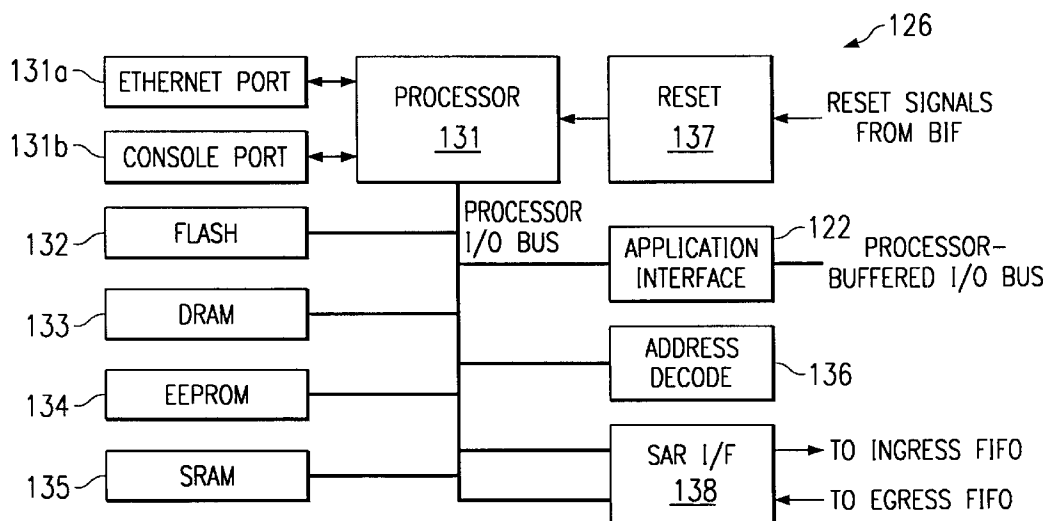 126
131a
ETHERNET PORT
PROCESSOR
131
RESET
137
RESET SIGNALS
FROM BIF
131b
CONSOLE PORT
132
FLASH
PROCESSOR
I/O BUS
122
APPLICATION
INTERFACE
PROCESSOR-
BUFFERED I/O BUS
133
DRAM
ADDRESS
DECODE
136
134
EEPROM
135
SRAM
SAR I/F
138
TO INGRESS FIFO
TO EGRESS FIFO